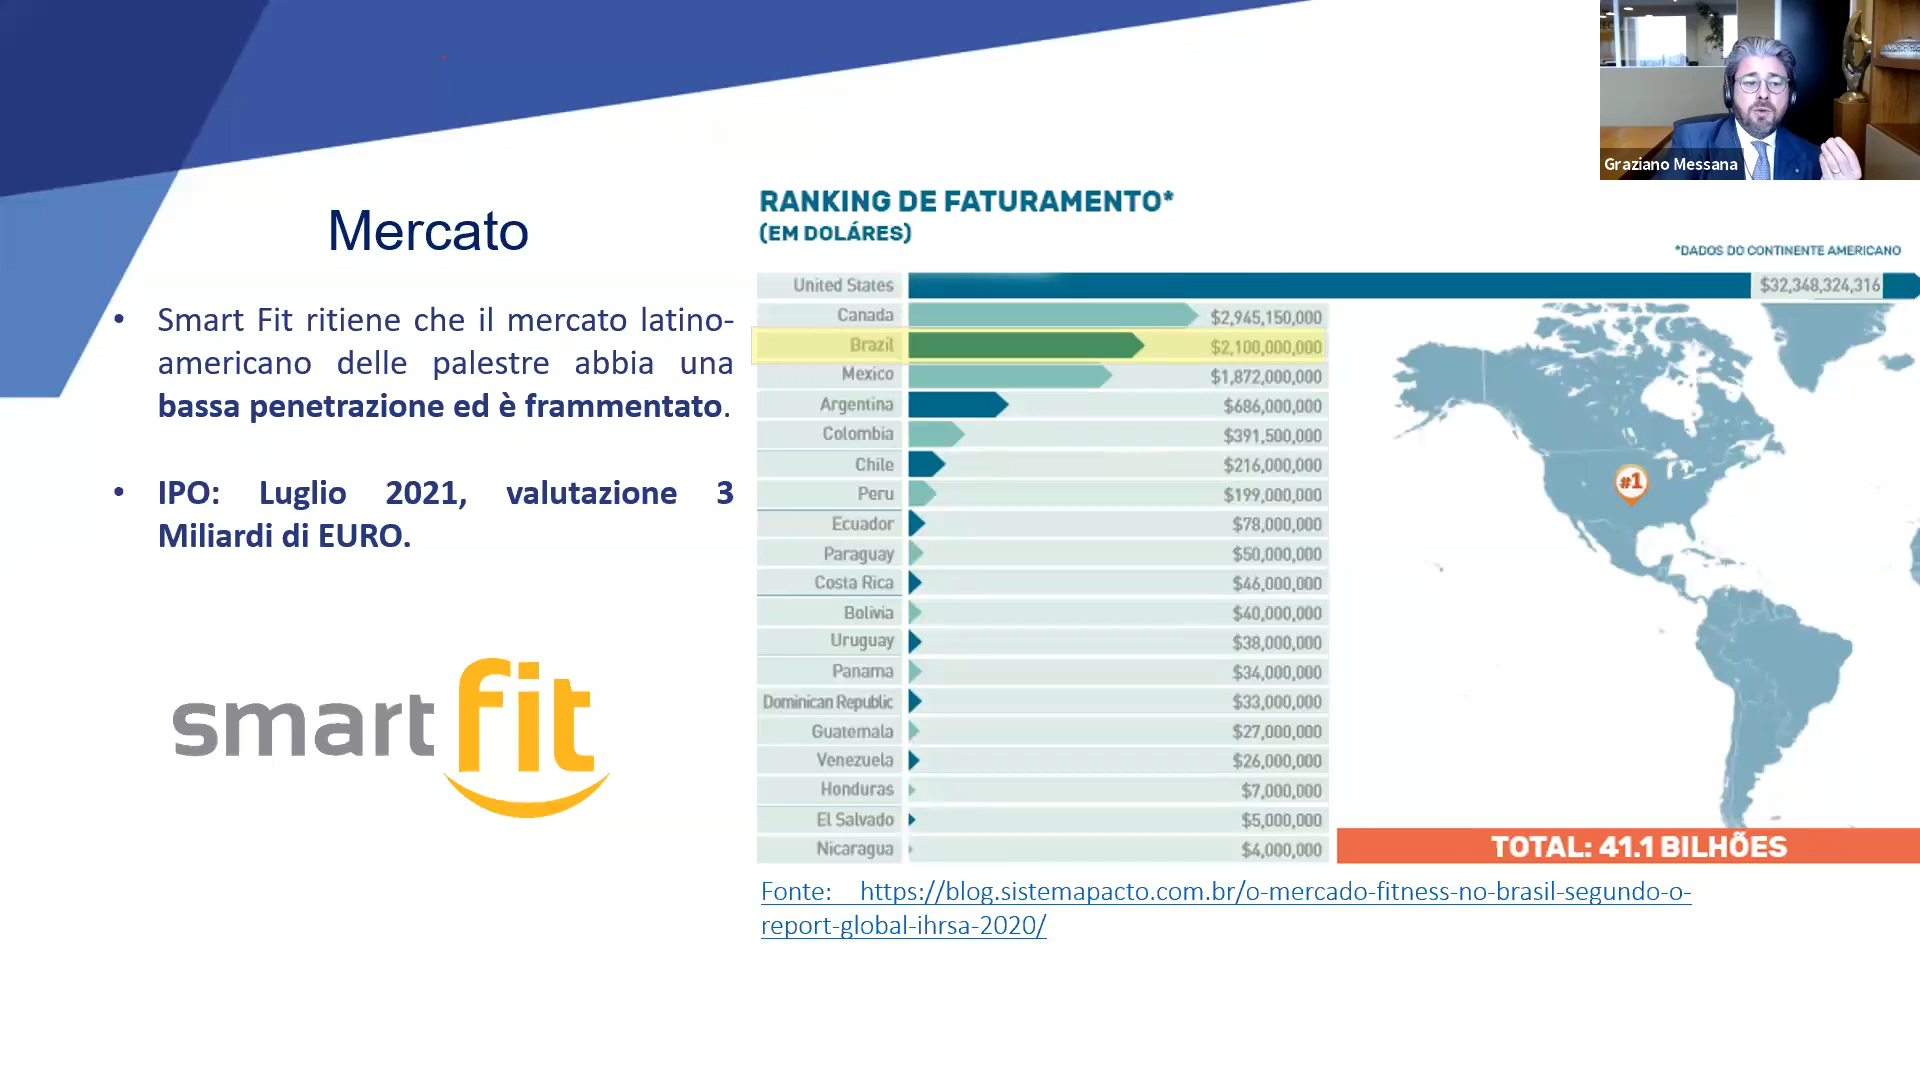 Graziano Messana
Mercato
• Smart Fit ritiene che il mercato latino-
americano delle palestre abbia una
bassa penetrazione ed è frammentato.
• IPO: Luglio 2021, valutazione 3
Miliardi di EURO.
smart fit
RANKING DE FATURAMENTO*
(EM DOLÁRES)
*DADOS DO CONTINENTE AMERICANO
United States $32,348,324,316
Canada $2,945,150,000
Brazil $2,100,000,000
Mexico $1,872,000,000
Argentina $686,000,000
Colombia $391,500,000
Chile $216,000,000
Peru $199,000,000
Ecuador $78,000,000
Paraguay $50,000,000
Costa Rica $46,000,000
Bolivia $40,000,000
Uruguay $38,000,000
Panama $34,000,000
Dominican Republic $33,000,000
Guatemala $27,000,000
Venezuela $26,000,000
Honduras $7,000,000
El Salvado $5,000,000
Nicaragua $4,000,000
#1
TOTAL: 41.1 BILHÕES
Fonte: https://blog.sistemapacto.com.br/o-mercado-fitness-no-brasil-segundo-o-
report-global-ihrsa-2020/